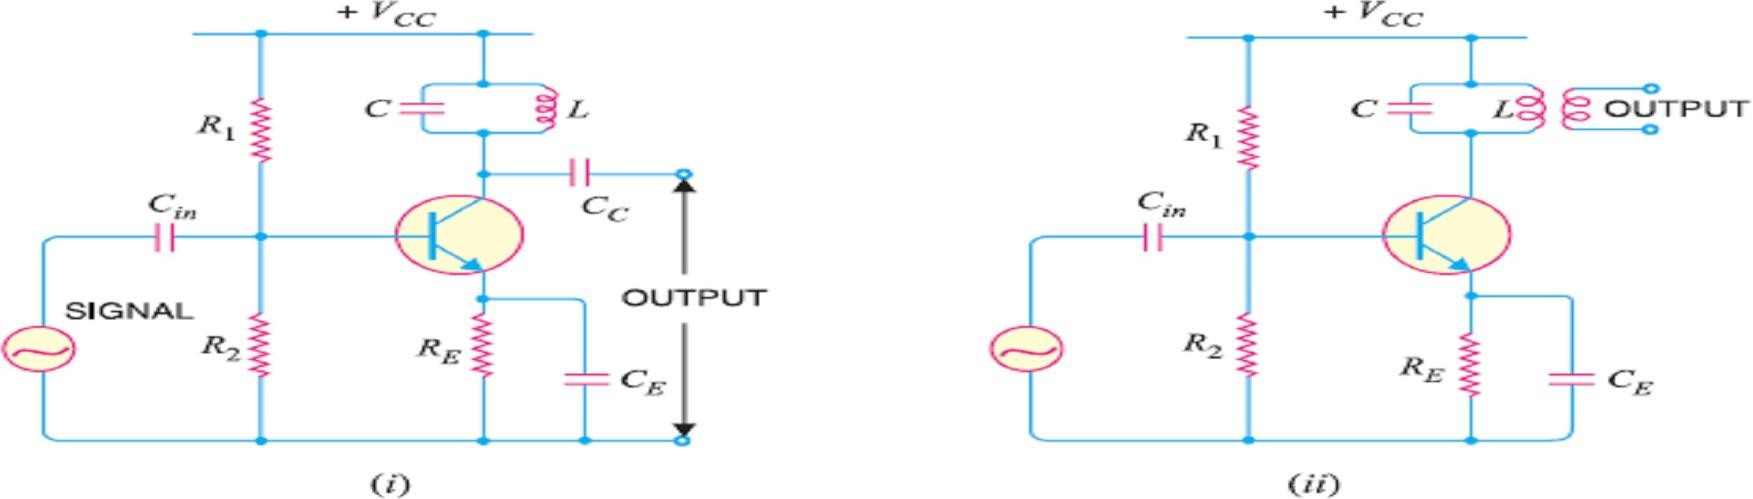 + V_CC
C
L
R_1
C_in
C_C
SIGNAL
OUTPUT
R_2
R_E
C_E
(i)
+ V_CC
C
L
OUTPUT
R_1
C_in
R_2
R_E
C_E
(ii)